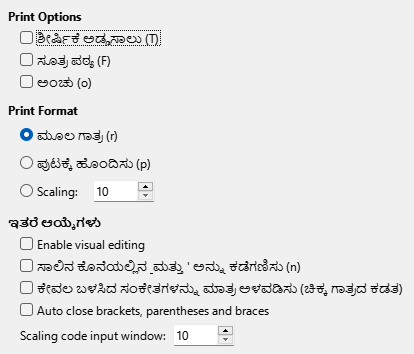 Print Options
ಶೀರ್ಷಿಕೆ ಅಡ್ಡಸಾಲು (T)
ಸೂತ್ರ ಪಠ್ಯ (F)
ಅಂಚು (o)
Print Format
ಮೂಲ ಗಾತ್ರ (r)
ಪುಟಕ್ಕೆ ಹೊಂದಿಸು (p)
Scaling: 10
ಇತರೆ ಆಯ್ಕೆಗಳು
Enable visual editing
ಸಾಲಿನ ಕೊನೆಯಲ್ಲಿನ _ಮತ್ತು ' ಅನ್ನು ಕಡೆಗಣಿಸು (n)
ಕೇವಲ ಬಳಸಿದ ಸಂಕೇತಗಳನ್ನು ಮಾತ್ರ ಅಳವಡಿಸು (ಚಿಕ್ಕ ಗಾತ್ರದ ಕಡತ)
Auto close brackets, parentheses and braces
Scaling code input window: 10